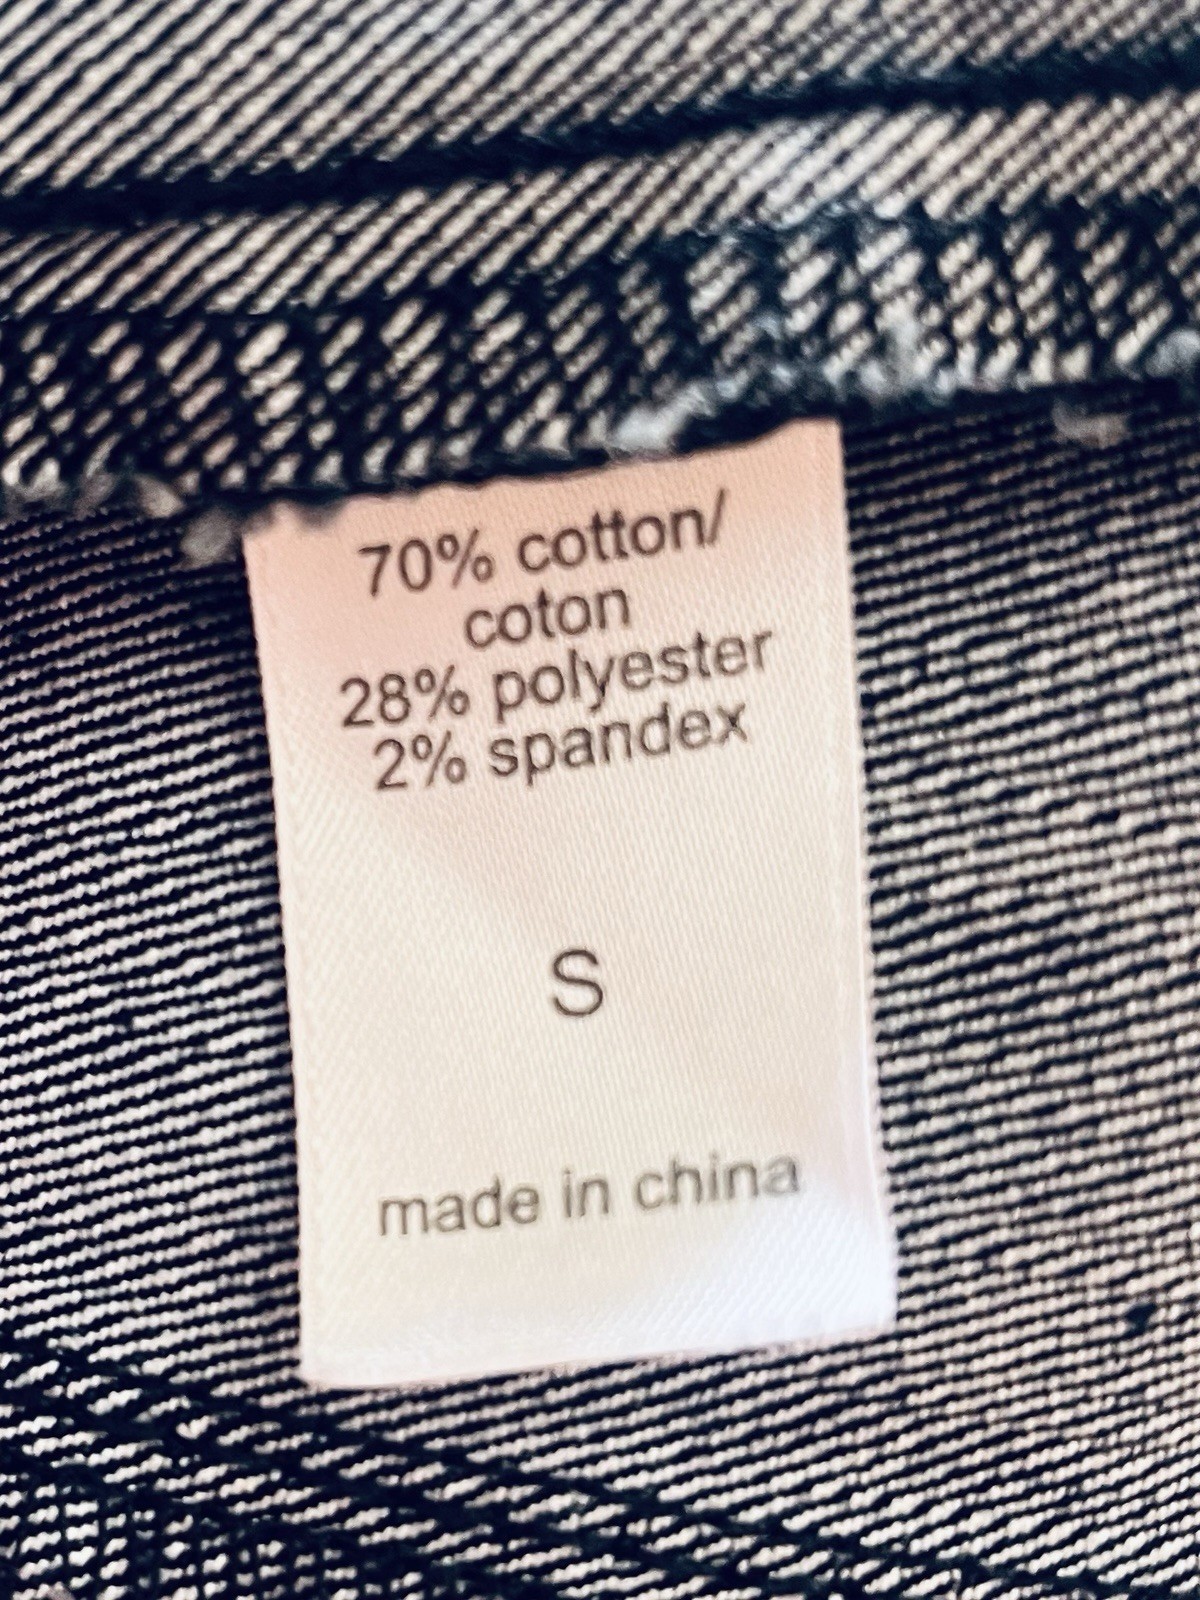 70% cotton/
coton
28% polyester
2% spandex
S
made in china